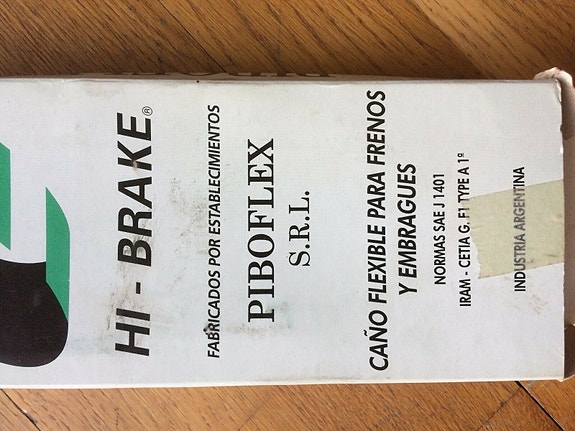 HI - BRAKE®
FABRICADOS POR ESTABLECIMIENTOS
PIBOFLEX
S.R.L.
CAÑO FLEXIBLE PARA FRENOS
Y EMBRAGUES
NORMAS SAE J 1401
IRAM - CETIA G. F1 TYPE A 1ª
INDUSTRIA ARGENTINA